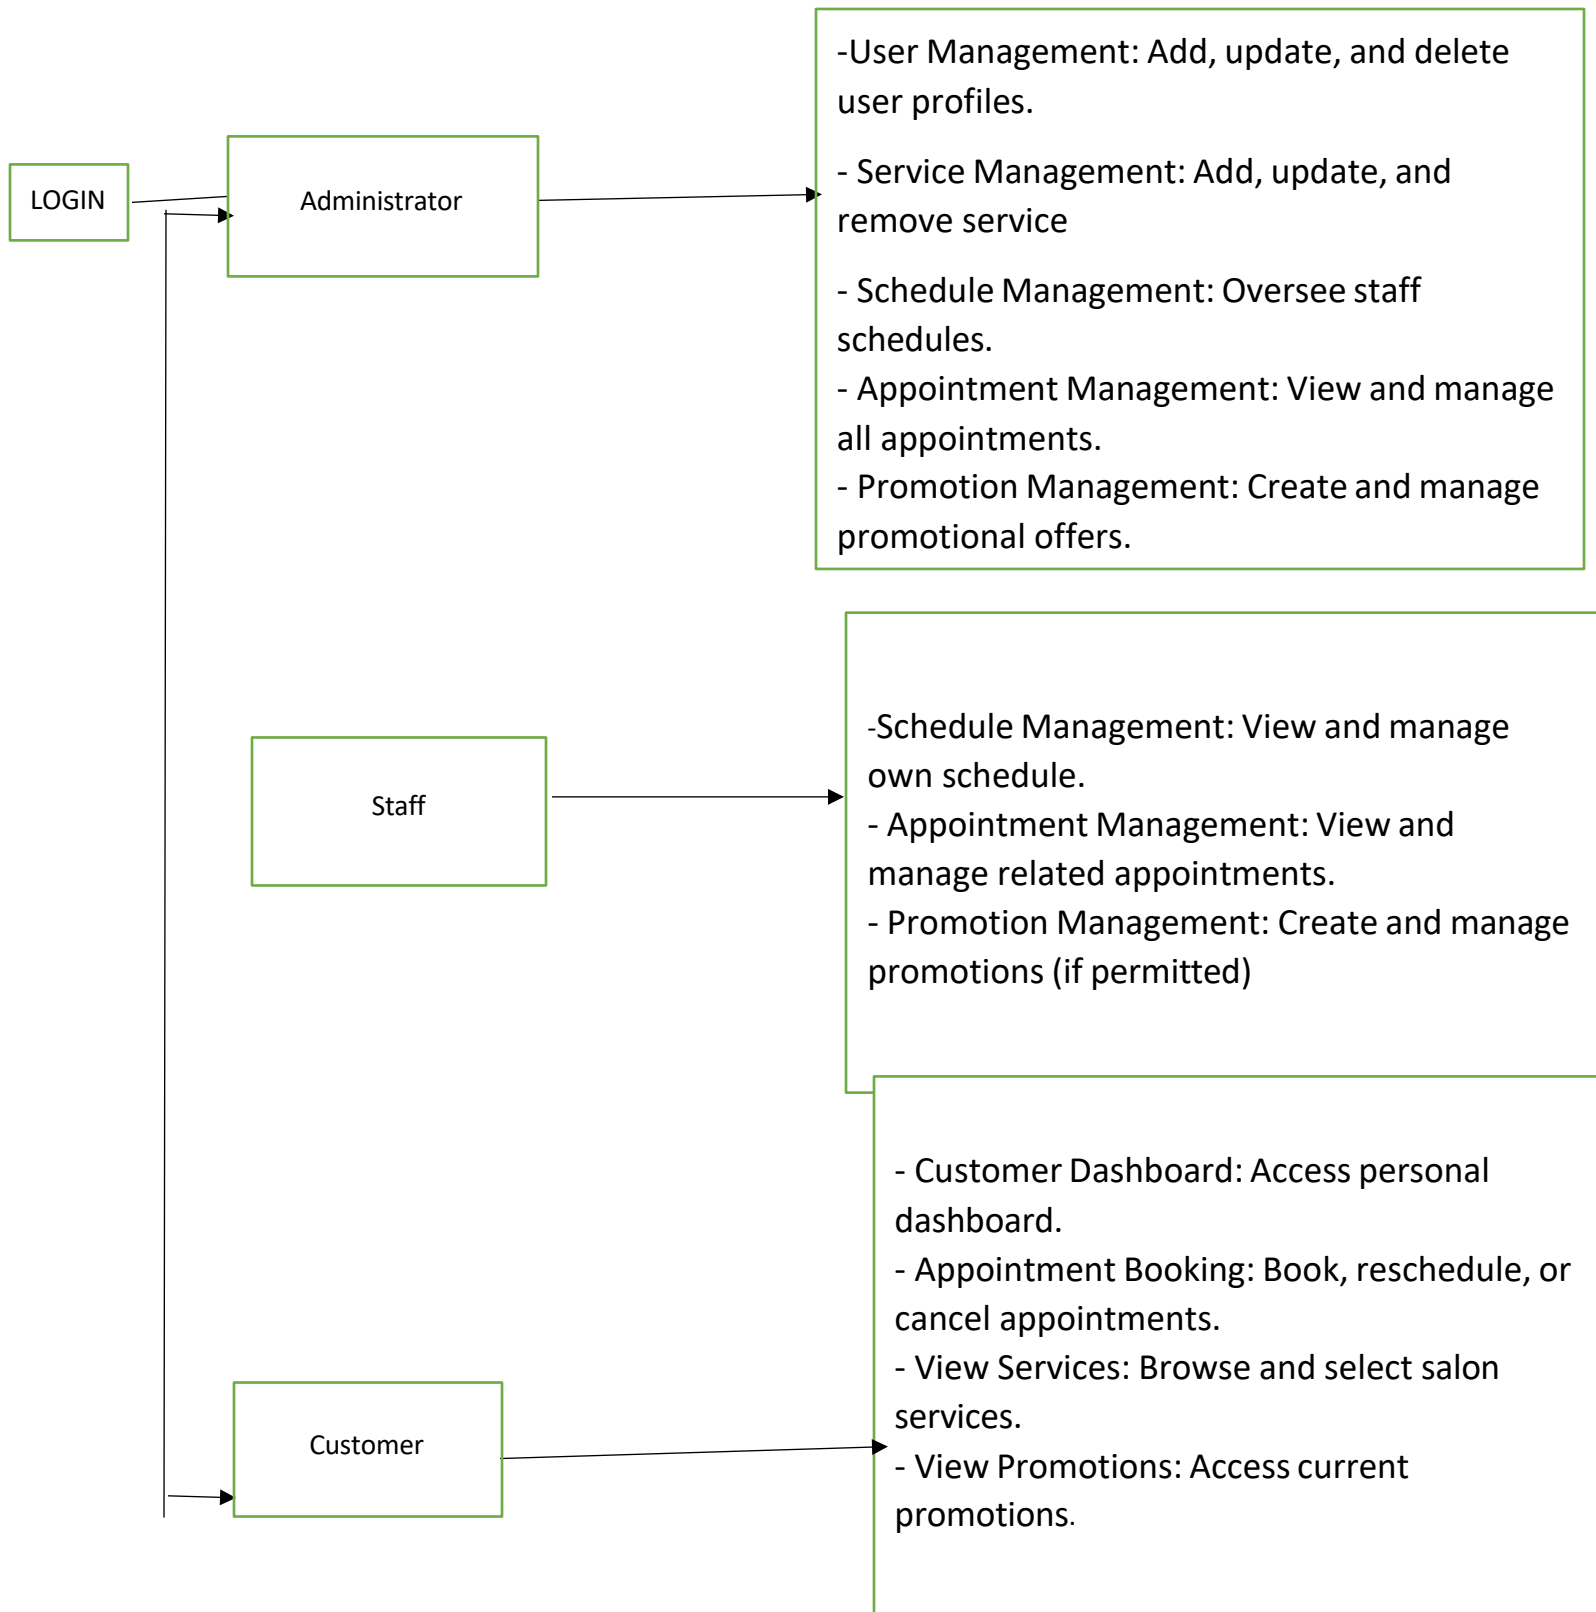 LOGIN
Administrator
-User Management: Add, update, and delete
user profiles.
- Service Management: Add, update, and
remove service
- Schedule Management: Oversee staff
schedules.
- Appointment Management: View and manage
all appointments.
- Promotion Management: Create and manage
promotional offers.
Staff
-Schedule Management: View and manage
own schedule.
- Appointment Management: View and
manage related appointments.
- Promotion Management: Create and manage
promotions (if permitted)
Customer
- Customer Dashboard: Access personal
dashboard.
- Appointment Booking: Book, reschedule, or
cancel appointments.
- View Services: Browse and select salon
services.
- View Promotions: Access current
promotions.